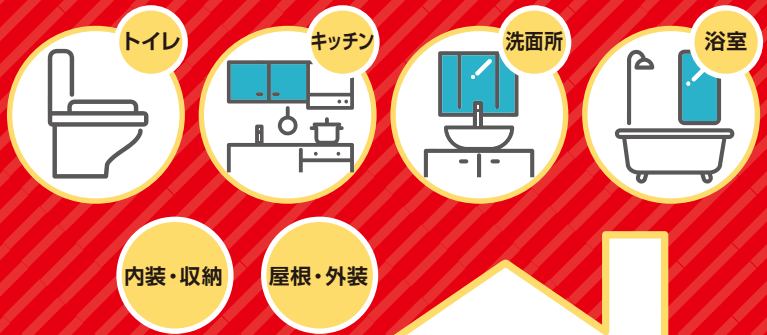 トイレ
キッチン
洗面所
浴室
内装・収納
屋根・外装